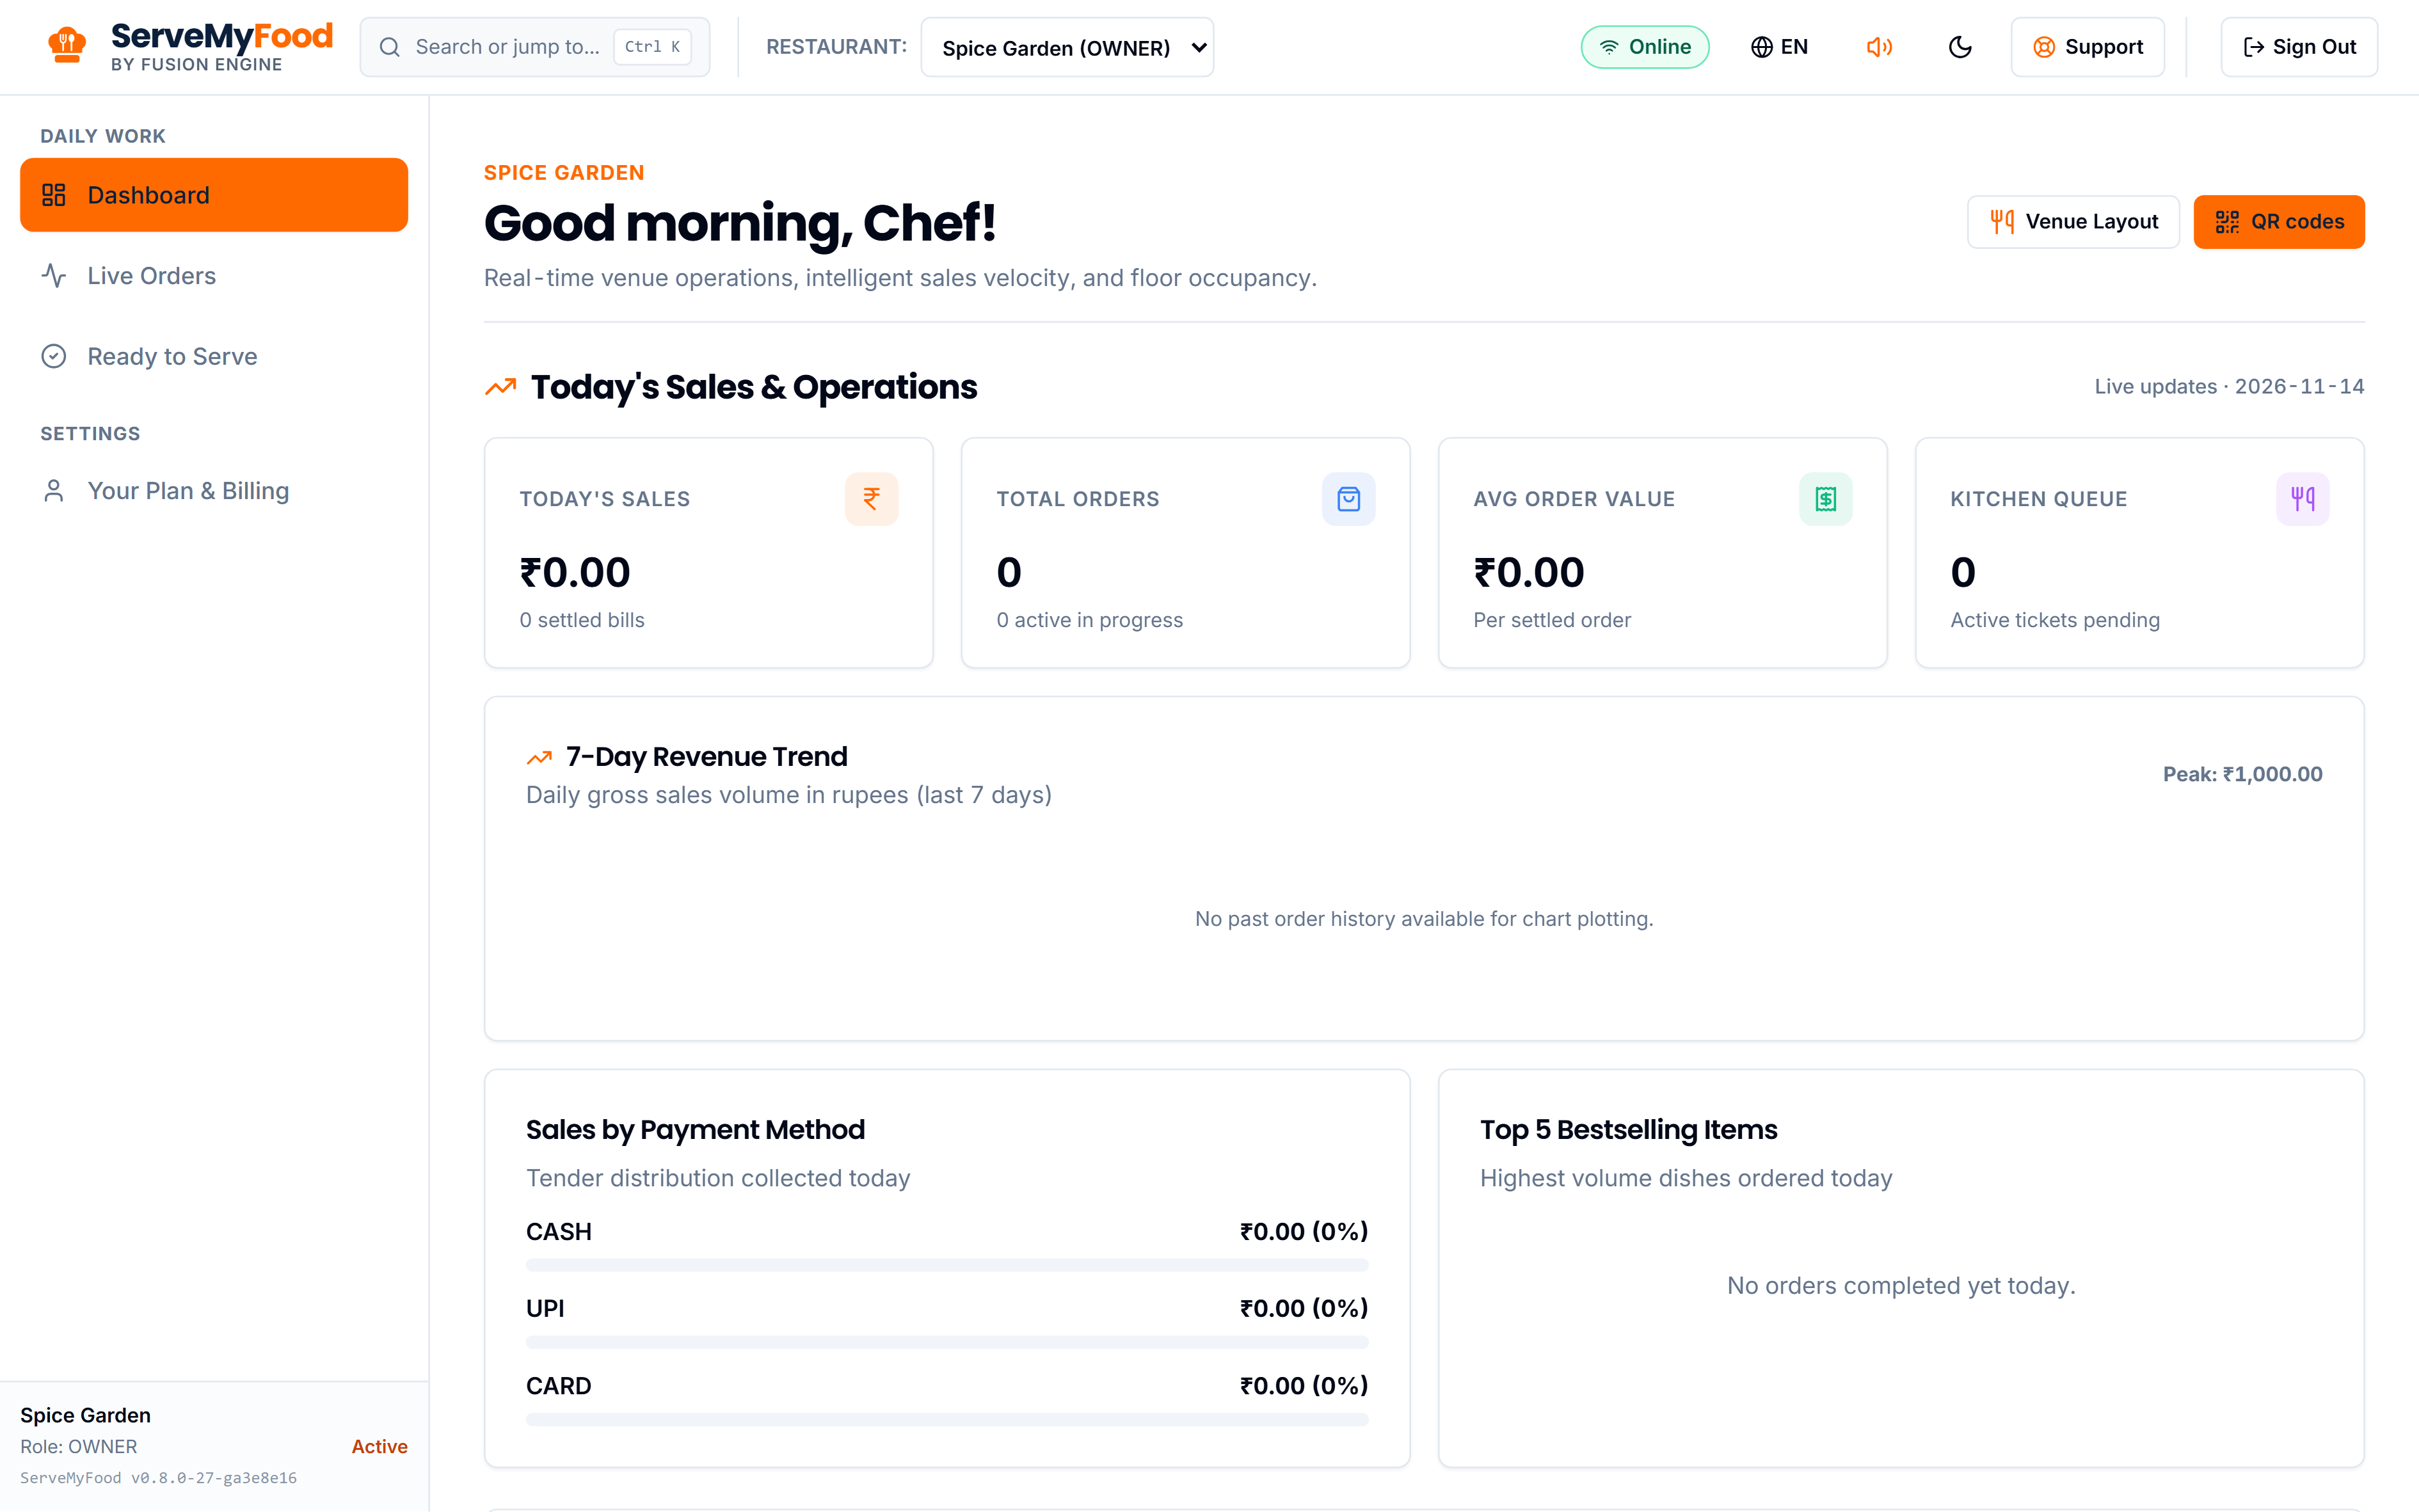 ServeMyFood
BY FUSION ENGINE
Search or jump to... Ctrl K
RESTAURANT: Spice Garden (OWNER)
Online
EN
Support
Sign Out
DAILY WORK
Dashboard
Live Orders
Ready to Serve
SETTINGS
Your Plan & Billing
SPICE GARDEN
Good morning, Chef!
Real-time venue operations, intelligent sales velocity, and floor occupancy.
Venue Layout
QR codes
Today's Sales & Operations
Live updates · 2026-11-14
TODAY'S SALES
₹0.00
0 settled bills
TOTAL ORDERS
0
0 active in progress
AVG ORDER VALUE
₹0.00
Per settled order
KITCHEN QUEUE
0
Active tickets pending
7-Day Revenue Trend
Daily gross sales volume in rupees (last 7 days)
Peak: ₹1,000.00
No past order history available for chart plotting.
Sales by Payment Method
Tender distribution collected today
CASH ₹0.00 (0%)
UPI ₹0.00 (0%)
CARD ₹0.00 (0%)
Top 5 Bestselling Items
Highest volume dishes ordered today
No orders completed yet today.
Spice Garden
Role: OWNER Active
ServeMyFood v0.8.0-27-ga3e8e16